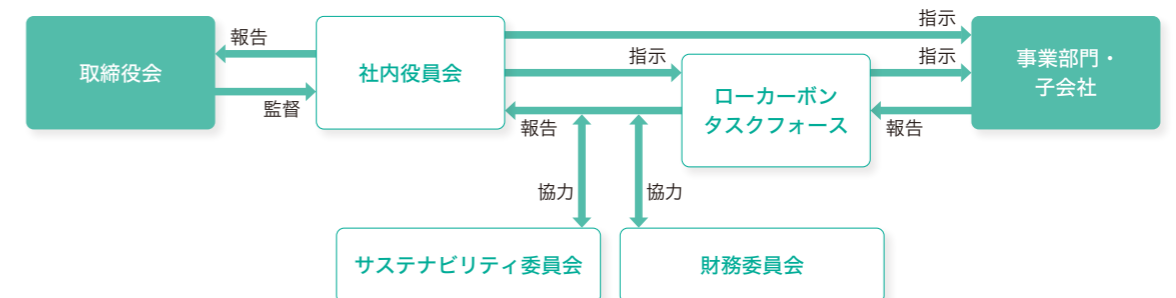 指示
報告
取締役会
監督
社内役員会
指示
指示
事業部門・
子会社
ローカーボン
タスクフォース
報告
報告
協力
協力
サステナビリティ委員会
財務委員会